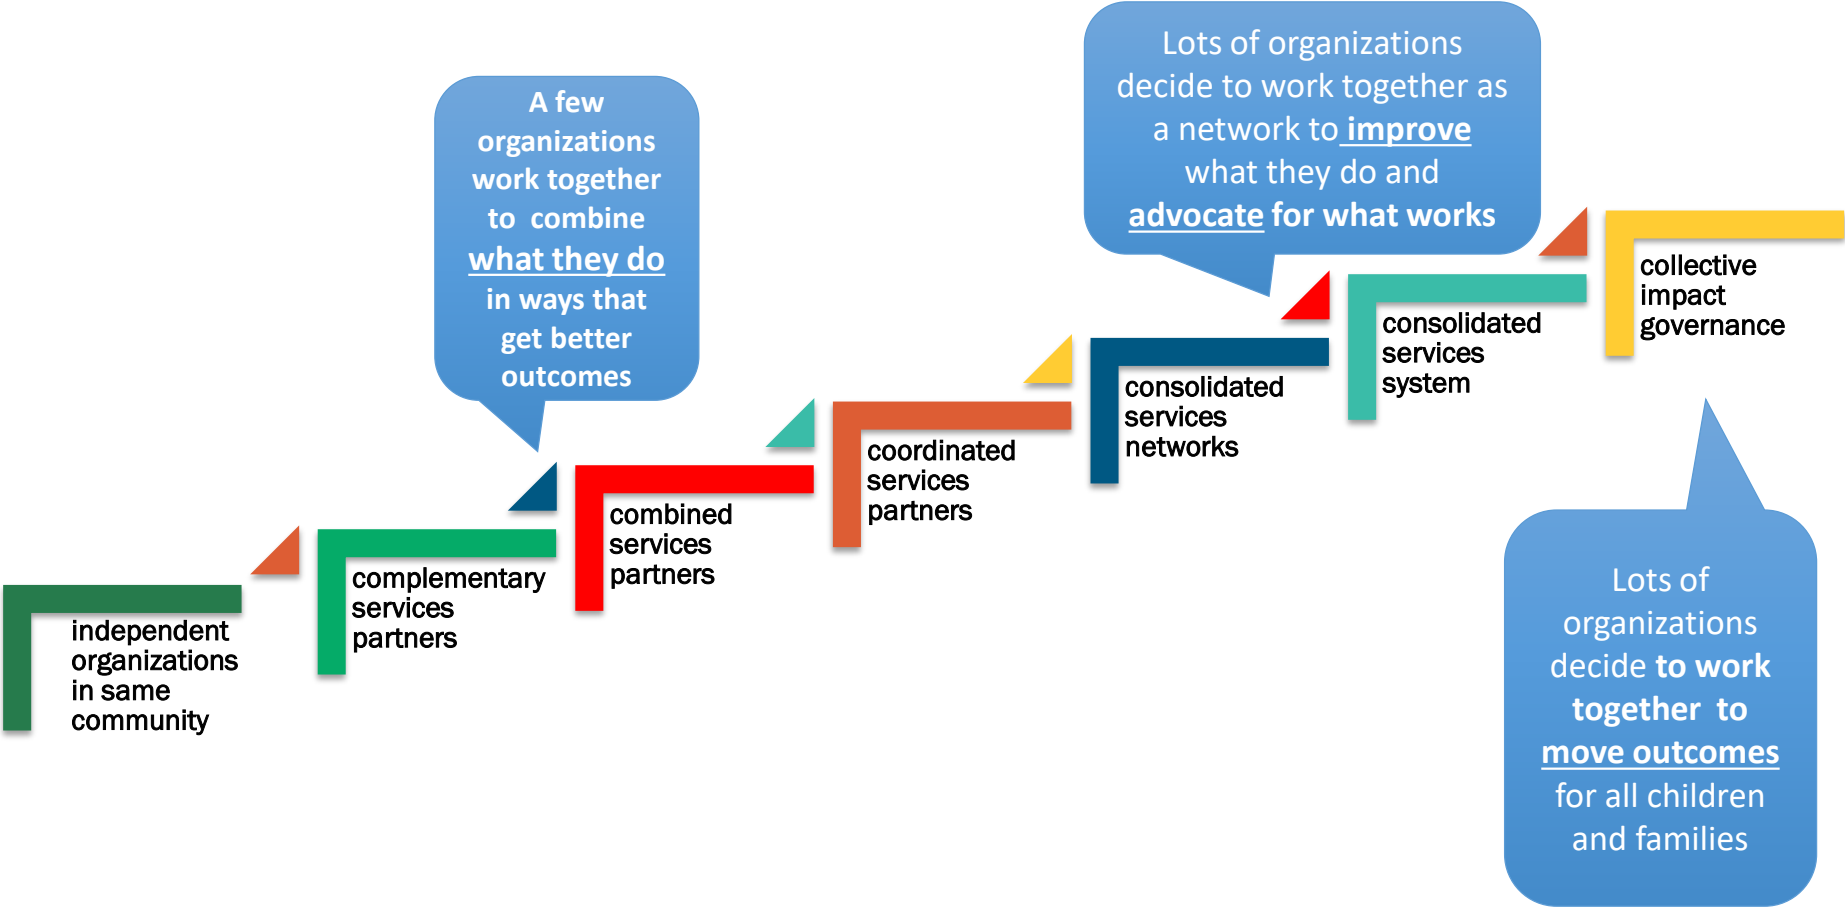 A few
organizations
work together
to combine
what they do
in ways that
get better
outcomes
Lots of organizations
decide to work together as
a network to improve
what they do and
advocate for what works
independent
organizations
in same
community
complementary
services
partners
combined
services
partners
coordinated
services
partners
consolidated
services
networks
consolidated
services
system
collective
impact
governance
Lots of
organizations
decide to work
together to
move outcomes
for all children
and families